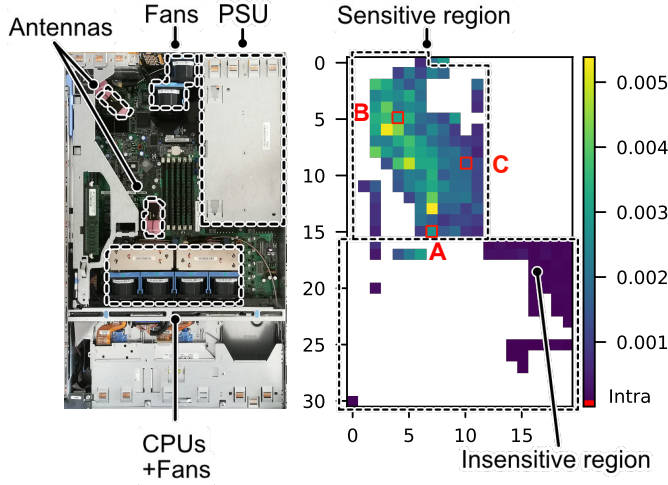 Antennas
Fans
PSU
Sensitive region
B
C
A
0
5
10
15
20
25
30
0
5
10
15
0.005
0.004
0.003
0.002
0.001
Intra
CPUs
+Fans
Insensitive region